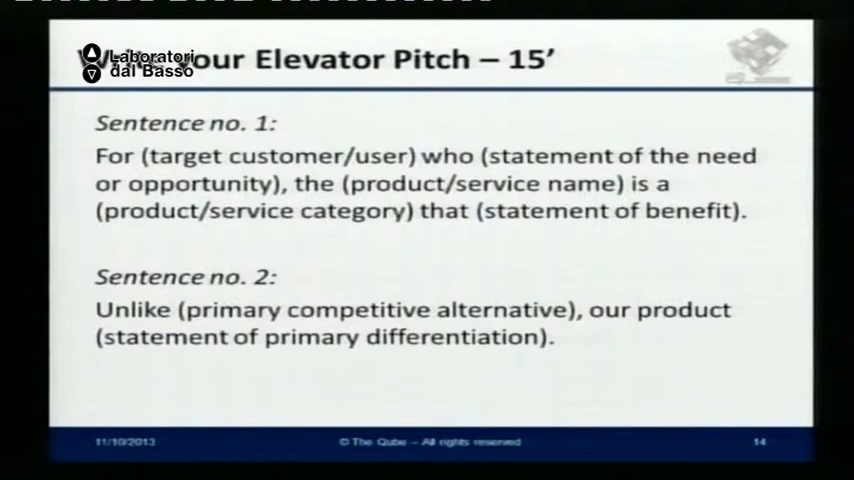 Laboratori
dal Basso
your Elevator Pitch – 15’
Sentence no. 1:
For (target customer/user) who (statement of the need
or opportunity), the (product/service name) is a
(product/service category) that (statement of benefit).
Sentence no. 2:
Unlike (primary competitive alternative), our product
(statement of primary differentiation).
11/10/2013
© The Qube – All rights reserved
14